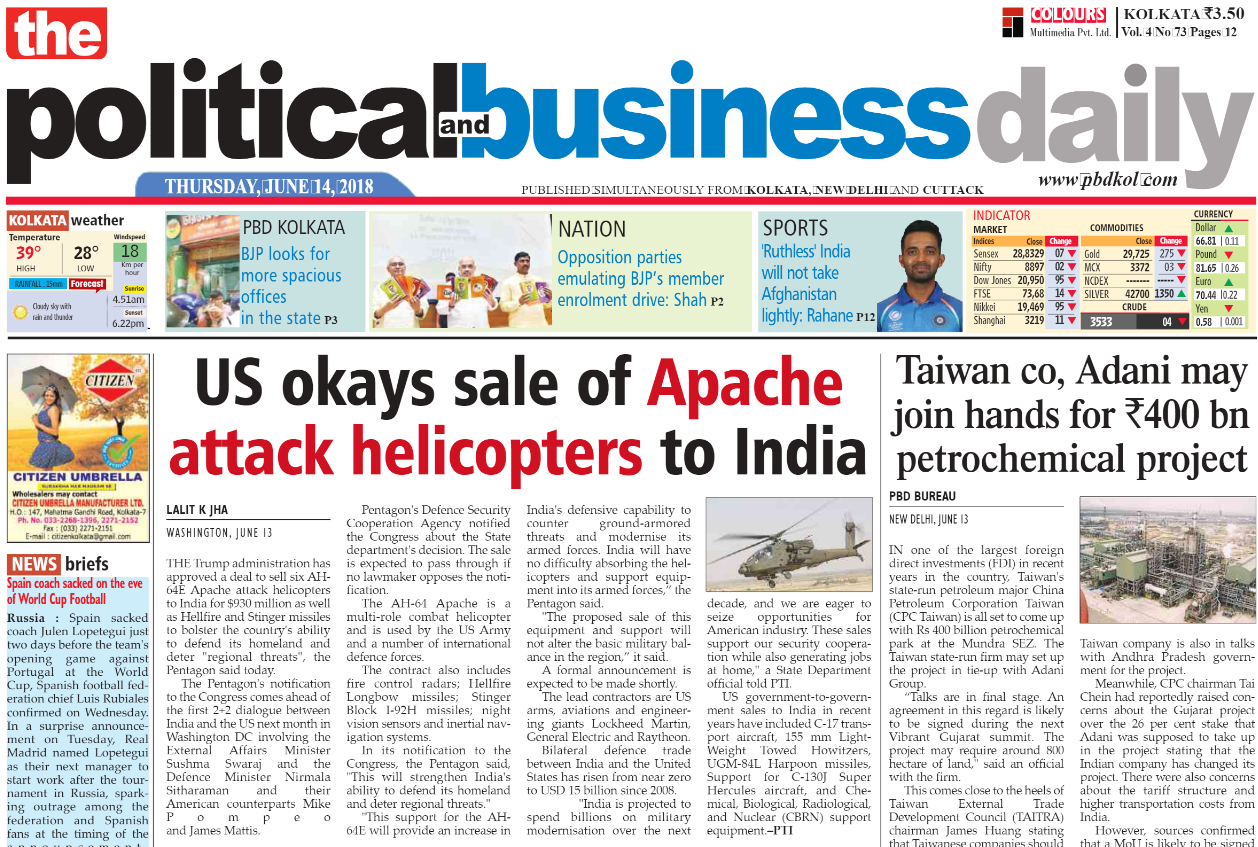 the
political and business daily
COLOURS
Multimedia Pvt. Ltd.
KOLKATA ₹3.50
Vol. 4 No 73 Pages 12
THURSDAY, JUNE 14, 2018
PUBLISHED SIMULTANEOUSLY FROM KOLKATA, NEW DELHI AND CUTTACK
www pbdkol com
KOLKATA weather
Temperature
39°
HIGH
28°
LOW
Windspeed
18
Km per
hour
RAINFALL : 15mm
Forecast
Cloudy sky with
rain and thunder
Sunrise
4.51am
Sunset
6.22pm
PBD KOLKATA
BJP looks for
more spacious
offices
in the state P3
NATION
Opposition parties
emulating BJP's member
enrolment drive: Shah P2
SPORTS
'Ruthless' India
will not take
Afghanistan
lightly: Rahane P12
INDICATOR
MARKET
Indices Close Change
Sensex 28,8329 07
Nifty 8897 02
Dow Jones 20,950 95
FTSE 73,68 14
Nikkei 19,469 95
Shanghai 3219 11
COMMODITIES
Close Change
Gold 29,725 275
MCX 3372 03
NCDEX ------- -----
SILVER 42700 1350
CRUDE
3533 04
CURRENCY
Dollar
66.81 0.11
Pound
81.65 0.26
Euro
70.44 0.22
Yen
0.58 0.001
CITIZEN
CITIZEN UMBRELLA
Wholesalers may contact
CITIZEN UMBRELLA MANUFACTURER LTD.
H.O.: 147, Mahatma Gandhi Road, Kolkata-7
Ph. No. 033-2268-1396, 2271-2152
Fax : (033) 2271-2151
E-mail : citizenkolkata@gmail.com
NEWS briefs
Spain coach sacked on the eve
of World Cup Football
Russia : Spain sacked
coach Julen Lopetegui just
two days before the team's
opening game against
Portugal at the World
Cup, Spanish football fed-
eration chief Luis Rubiales
confirmed on Wednesday.
In a surprise announce-
ment on Tuesday, Real
Madrid named Lopetegui
as their next manager to
start work after the tour-
nament in Russia, spark-
ing outrage among the
federation and Spanish
fans at the timing of the
US okays sale of Apache
attack helicopters to India
LALIT K JHA
WASHINGTON, JUNE 13
THE Trump administration has
approved a deal to sell six AH-
64E Apache attack helicopters
to India for $930 million as well
as Hellfire and Stinger missiles
to bolster the country's ability
to defend its homeland and
deter "regional threats", the
Pentagon said today.
The Pentagon's notification
to the Congress comes ahead of
the first 2+2 dialogue between
India and the US next month in
Washington DC involving the
External Affairs Minister
Sushma Swaraj and the
Defence Minister Nirmala
Sitharaman and their
American counterparts Mike
P o m p e o
and James Mattis.
Pentagon's Defence Security
Cooperation Agency notified
the Congress about the State
department's decision. The sale
is expected to pass through if
no lawmaker opposes the noti-
fication.
The AH-64 Apache is a
multi-role combat helicopter
and is used by the US Army
and a number of international
defence forces.
The contract also includes
fire control radars; Hellfire
Longbow missiles; Stinger
Block I-92H missiles; night
vision sensors and inertial nav-
igation systems.
In its notification to the
Congress, the Pentagon said,
"This will strengthen India's
ability to defend its homeland
and deter regional threats."
"This support for the AH-
64E will provide an increase in
India's defensive capability to
counter ground-armored
threats and modernise its
armed forces. India will have
no difficulty absorbing the hel-
icopters and support equip-
ment into its armed forces," the
Pentagon said.
"The proposed sale of this
equipment and support will
not alter the basic military bal-
ance in the region," it said.
A formal announcement is
expected to be made shortly.
The lead contractors are US
arms, aviations and engineer-
ing giants Lockheed Martin,
General Electric and Raytheon.
Bilateral defence trade
between India and the United
States has risen from near zero
to USD 15 billion since 2008.
"India is projected to
spend billions on military
modernisation over the next
decade, and we are eager to
seize opportunities for
American industry. These sales
support our security coopera-
tion while also generating jobs
at home," a State Department
official told PTI.
US government-to-govern-
ment sales to India in recent
years have included C-17 trans-
port aircraft, 155 mm Light-
Weight Towed Howitzers,
UGM-84L Harpoon missiles,
Support for C-130J Super
Hercules aircraft, and Che-
mical, Biological, Radiological,
and Nuclear (CBRN) support
equipment.–PTI
Taiwan co, Adani may
join hands for ₹400 bn
petrochemical project
PBD BUREAU
NEW DELHI, JUNE 13
IN one of the largest foreign
direct investments (FDI) in recent
years in the country, Taiwan's
state-run petroleum major China
Petroleum Corporation Taiwan
(CPC Taiwan) is all set to come up
with Rs 400 billion petrochemical
park at the Mundra SEZ. The
Taiwan state-run firm may set up
the project in tie-up with Adani
Group.
"Talks are in final stage. An
agreement in this regard is likely
to be signed during the next
Vibrant Gujarat summit. The
project may require around 800
hectare of land," said an official
with the firm.
This comes close to the heels of
Taiwan External Trade
Development Council (TAITRA)
chairman James Huang stating
that Taiwanese companies should
Taiwan company is also in talks
with Andhra Pradesh govern-
ment for the project.
Meanwhile, CPC chairman Tai
Chein had reportedly raised con-
cerns about the Gujarat project
over the 26 per cent stake that
Adani was supposed to take up
in the project stating that the
Indian company has changed its
project. There were also concerns
about the tariff structure and
higher transportation costs from
India.
However, sources confirmed
that a MoU is likely to be signed